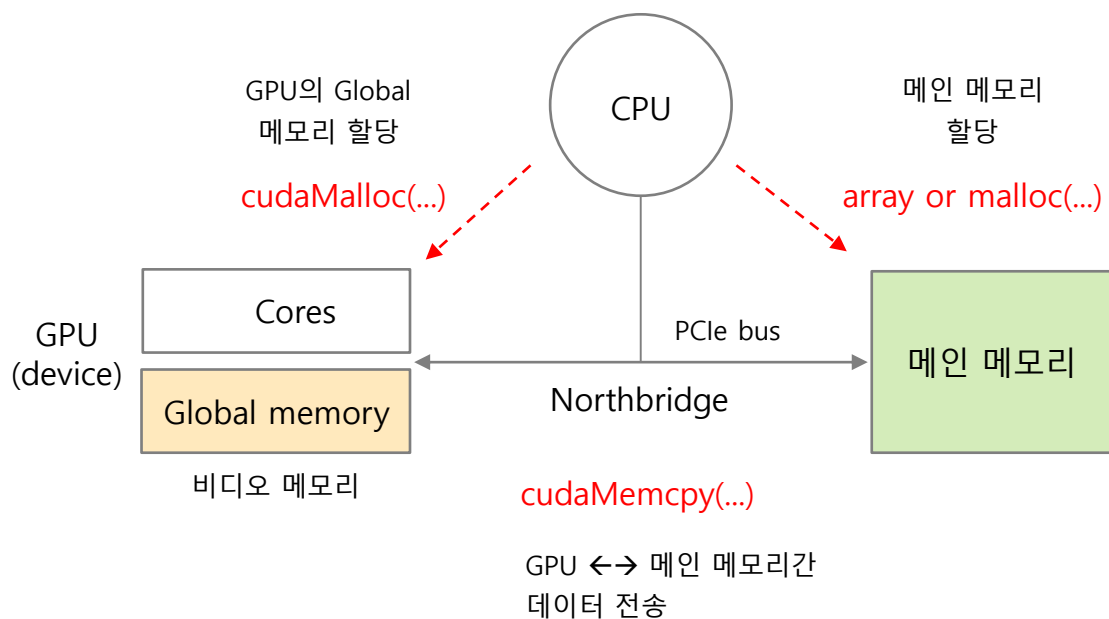 CPU
GPU의 Global
메모리 할당
cudaMalloc(...)
메인 메모리
할당
array or malloc(...)
GPU
(device)
Cores
Global memory
비디오 메모리
PCIe bus
Northbridge
메인 메모리
cudaMemcpy(...)
GPU ←→ 메인 메모리간
데이터 전송